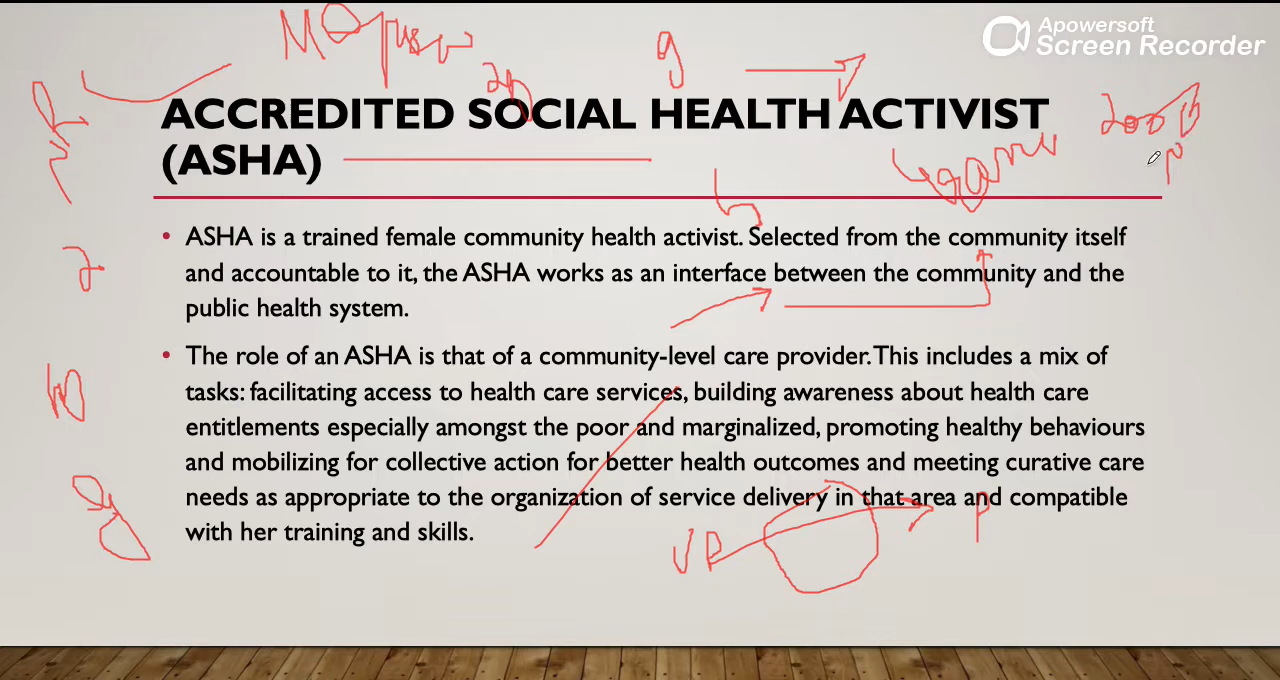 Apowersoft
Screen Recorder
ACCREDITED SOCIAL HEALTH ACTIVIST
(ASHA)
• ASHA is a trained female community health activist. Selected from the community itself
and accountable to it, the ASHA works as an interface between the community and the
public health system.
• The role of an ASHA is that of a community-level care provider. This includes a mix of
tasks: facilitating access to health care services, building awareness about health care
entitlements especially amongst the poor and marginalized, promoting healthy behaviours
and mobilizing for collective action for better health outcomes and meeting curative care
needs as appropriate to the organization of service delivery in that area and compatible
with her training and skills.